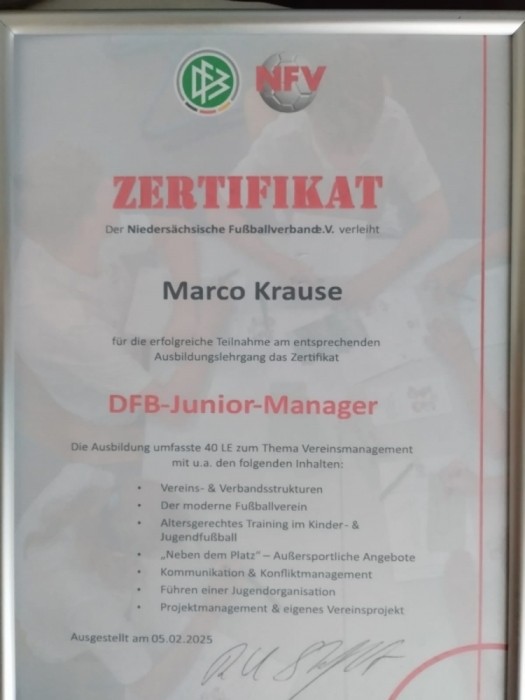 DFB NFV
ZERTIFIKAT
Der Niedersächsische Fußballverband e.V. verleiht
Marco Krause
für die erfolgreiche Teilnahme am entsprechenden
Ausbildungslehrgang das Zertifikat
DFB-Junior-Manager
Die Ausbildung umfasste 40 LE zum Thema Vereinsmanagement
mit u.a. den folgenden Inhalten:
• Vereins- & Verbandsstrukturen
• Der moderne Fußballverein
• Altersgerechtes Training im Kinder- &
Jugendfußball
• „Neben dem Platz“ – Außersportliche Angebote
• Kommunikation & Konfliktmanagement
• Führen einer Jugendorganisation
• Projektmanagement & eigenes Vereinsprojekt
Ausgestellt am 05.02.2025